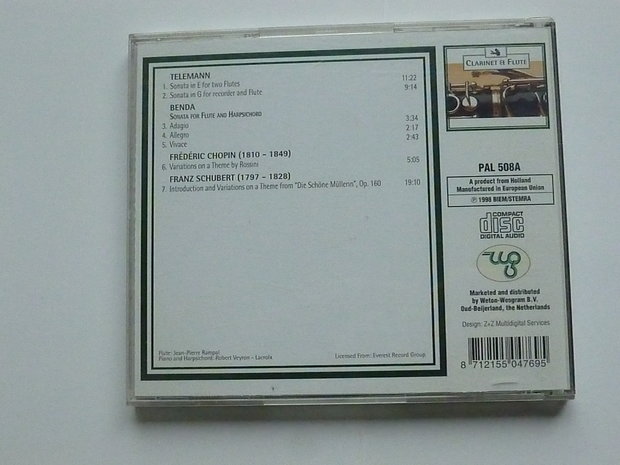 TELEMANN
1. Sonata in E for two Flutes 11:22
2. Sonata in G for recorder and Flute 9:14
BENDA
SONATA FOR FLUTE AND HARPSICHORD
3. Adagio 3:34
4. Allegro 2:17
5. Vivace 2:43
FRÉDÉRIC CHOPIN (1810 - 1849)
6. Variations on a Theme by Rossini 5:05
FRANZ SCHUBERT (1797 - 1828)
7. Introduction and Variations on a Theme from "Die Schöne Müllenn", Op. 160 19:10
Flute: Jean-Pierre Rampal
Piano and Harpsichord: Robert Veyron - Lacroix
Licensed From: Everest Record Group
CLARINET & FLUTE
PAL 508A
A product from Holland
Manufactured in European Union
℗ 1998 BIEM/STEMRA
COMPACT
disc
DIGITAL AUDIO
Marketed and distributed
by Weton-Wesgram B.V.
Oud-Beijerland, the Netherlands
Design: Z+Z Multidigital Services
8 712155 047695